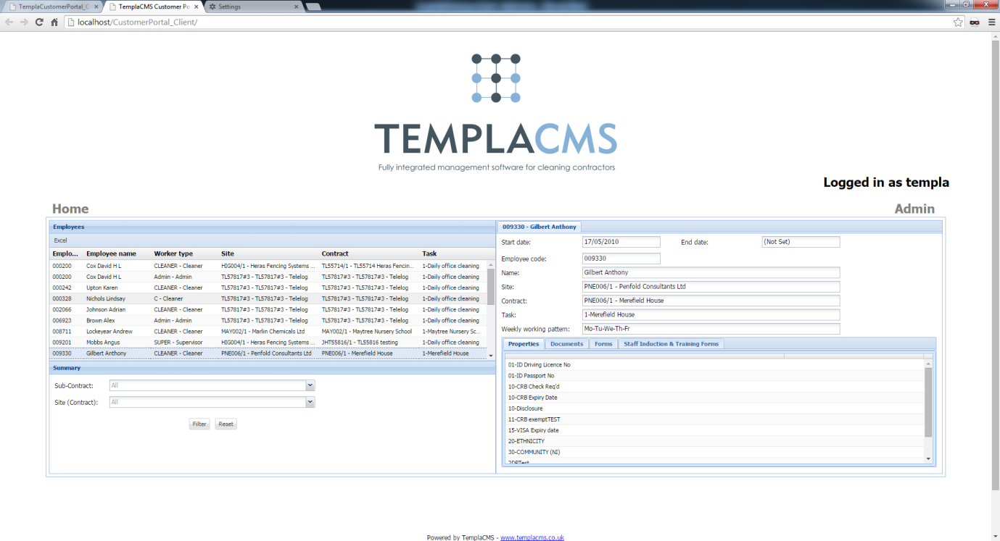 TemplaCustomerPortal_C
TemplaCMS Customer Po
Settings
localhost/CustomerPortal_Client/
TEMPLACMS
Fully integrated management software for cleaning contractors
Logged in as templa
Home Admin
Employees
Excel
Emplo... Employee name Worker type Site Contract Task
000200 Cox David H L CLEANER - Cleaner HIG004/1 - Heras Fencing Systems ... TL55714/1 - TL55714 Heras Fencin... 1-Daily office cleaning
000200 Cox David H L Admin - Admin TL57817#3 - TL57817#3 - Telelog TL57817#3 - TL57817#3 - Telelog 1-Daily office cleaning
000242 Upton Karen CLEANER - Cleaner TL57817#3 - TL57817#3 - Telelog TL57817#3 - TL57817#3 - Telelog 1-Daily office cleaning
000328 Nichols Lindsay C - Cleaner TL57817#3 - TL57817#3 - Telelog TL57817#3 - TL57817#3 - Telelog 1-Daily office cleaning
002066 Johnson Adrian CLEANER - Cleaner TL57817#3 - TL57817#3 - Telelog TL57817#3 - TL57817#3 - Telelog 1-Daily office cleaning
006923 Brown Alex Admin - Admin TL57817#3 - TL57817#3 - Telelog TL57817#3 - TL57817#3 - Telelog 1-Daily office cleaning
008711 Lockeyear Andrew CLEANER - Cleaner MAY002/1 - Marlin Chemicals Ltd MAY002/1 - Maytree Nursery School 1-Maytree Nursery Sc...
009201 Mobbs Angus SUPER - Supervisor HIG004/1 - Heras Fencing Systems ... JHT55816/1 - TL55816 testing 1-Daily office cleaning
009330 Gilbert Anthony CLEANER - Cleaner PNE006/1 - Penfold Consultants Ltd PNE006/1 - Merefield House 1-Merefield House
Summary
Sub-Contract: All
Site (Contract): All
Filter Reset
009330 - Gilbert Anthony
Start date: 17/05/2010 End date: (Not Set)
Employee code: 009330
Name: Gilbert Anthony
Site: PNE006/1 - Penfold Consultants Ltd
Contract: PNE006/1 - Merefield House
Task: 1-Merefield House
Weekly working pattern: Mo-Tu-We-Th-Fr
Properties Documents Forms Staff Induction & Training Forms
01-ID Driving Licence No
01-ID Passport No
10-CRB Check Req'd
10-CRB Expiry Date
10-Disclosure
11-CRB exemptTEST
15-VISA Expiry date
20-ETHNICITY
30-COMMUNITY (NI)
2DPTest
Powered by TemplaCMS - www.templacms.co.uk